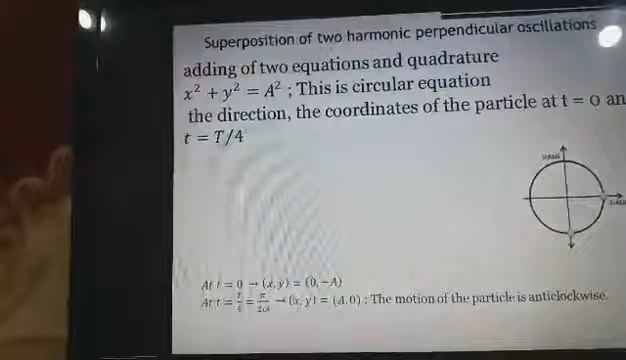 Superposition of two harmonic perpendicular oscillations
adding of two equations and quadrature
x² + y² = A² ; This is circular equation
the direction, the coordinates of the particle at t = 0 an
t = T/4
At t = 0 → (x, y) = (0, −A)
At t = T/4 = π/2ω → (x, y) = (A, 0) : The motion of the particle is anticlockwise.